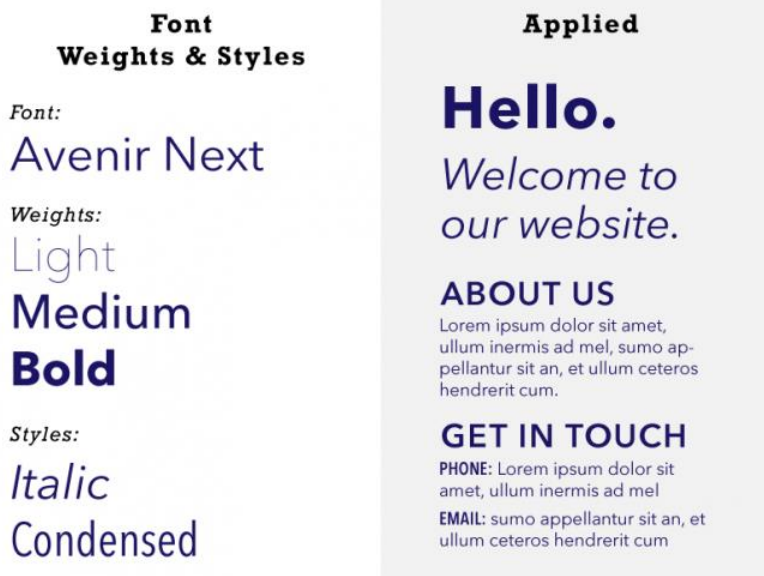 Font
Weights & Styles
Font:
Avenir Next
Weights:
Light
Medium
Bold
Styles:
Italic
Condensed
Applied
Hello.
Welcome to
our website.
ABOUT US
Lorem ipsum dolor sit amet,
ullum inermis ad mel, sumo ap-
pellantur sit an, et ullum ceteros
hendrerit cum.
GET IN TOUCH
PHONE: Lorem ipsum dolor sit
amet, ullum inermis ad mel
EMAIL: sumo appellantur sit an, et
ullum ceteros hendrerit cum